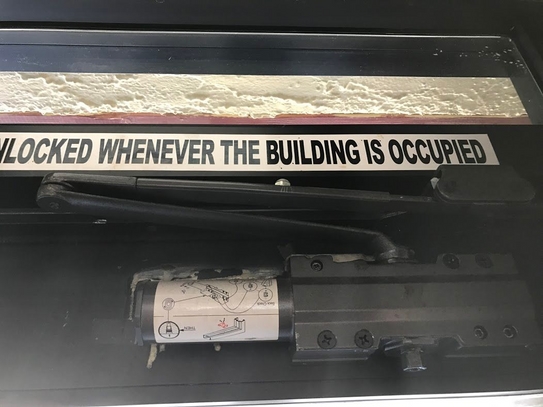 NLOCKED WHENEVER THE BUILDING IS OCCUPIED